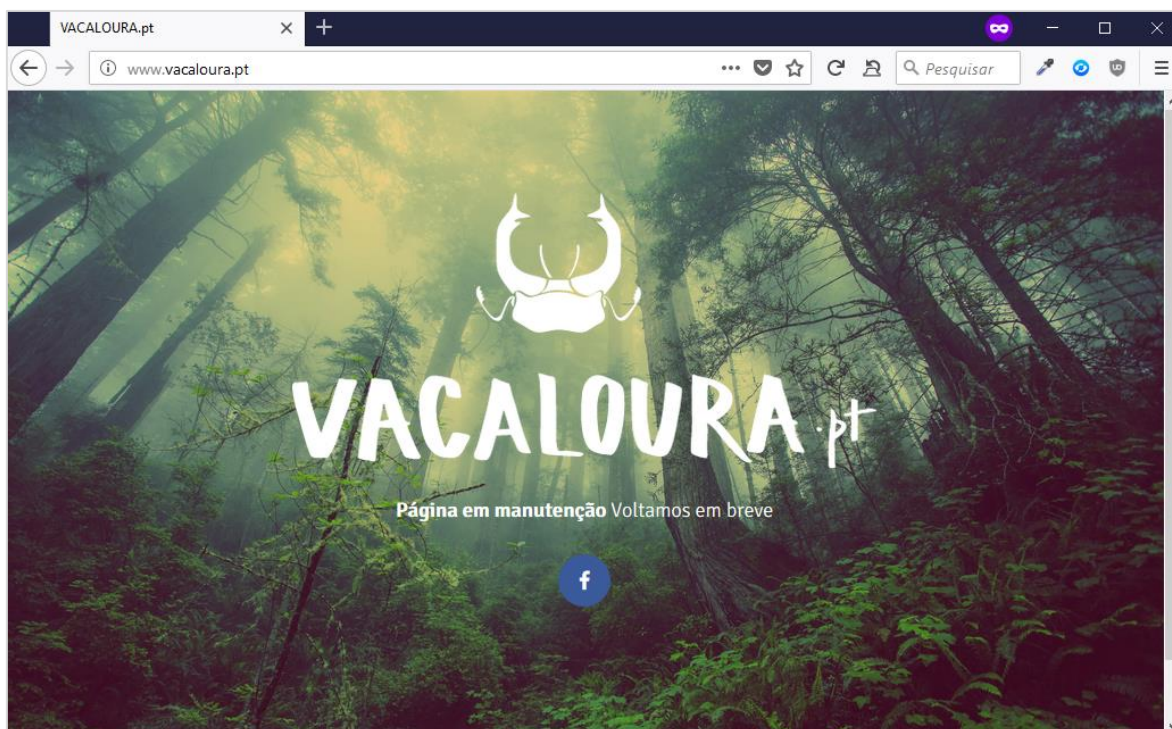 VACALOURA.pt
www.vacaloura.pt
Pesquisar
VACALOURA.pt
Página em manutenção Voltamos em breve
f